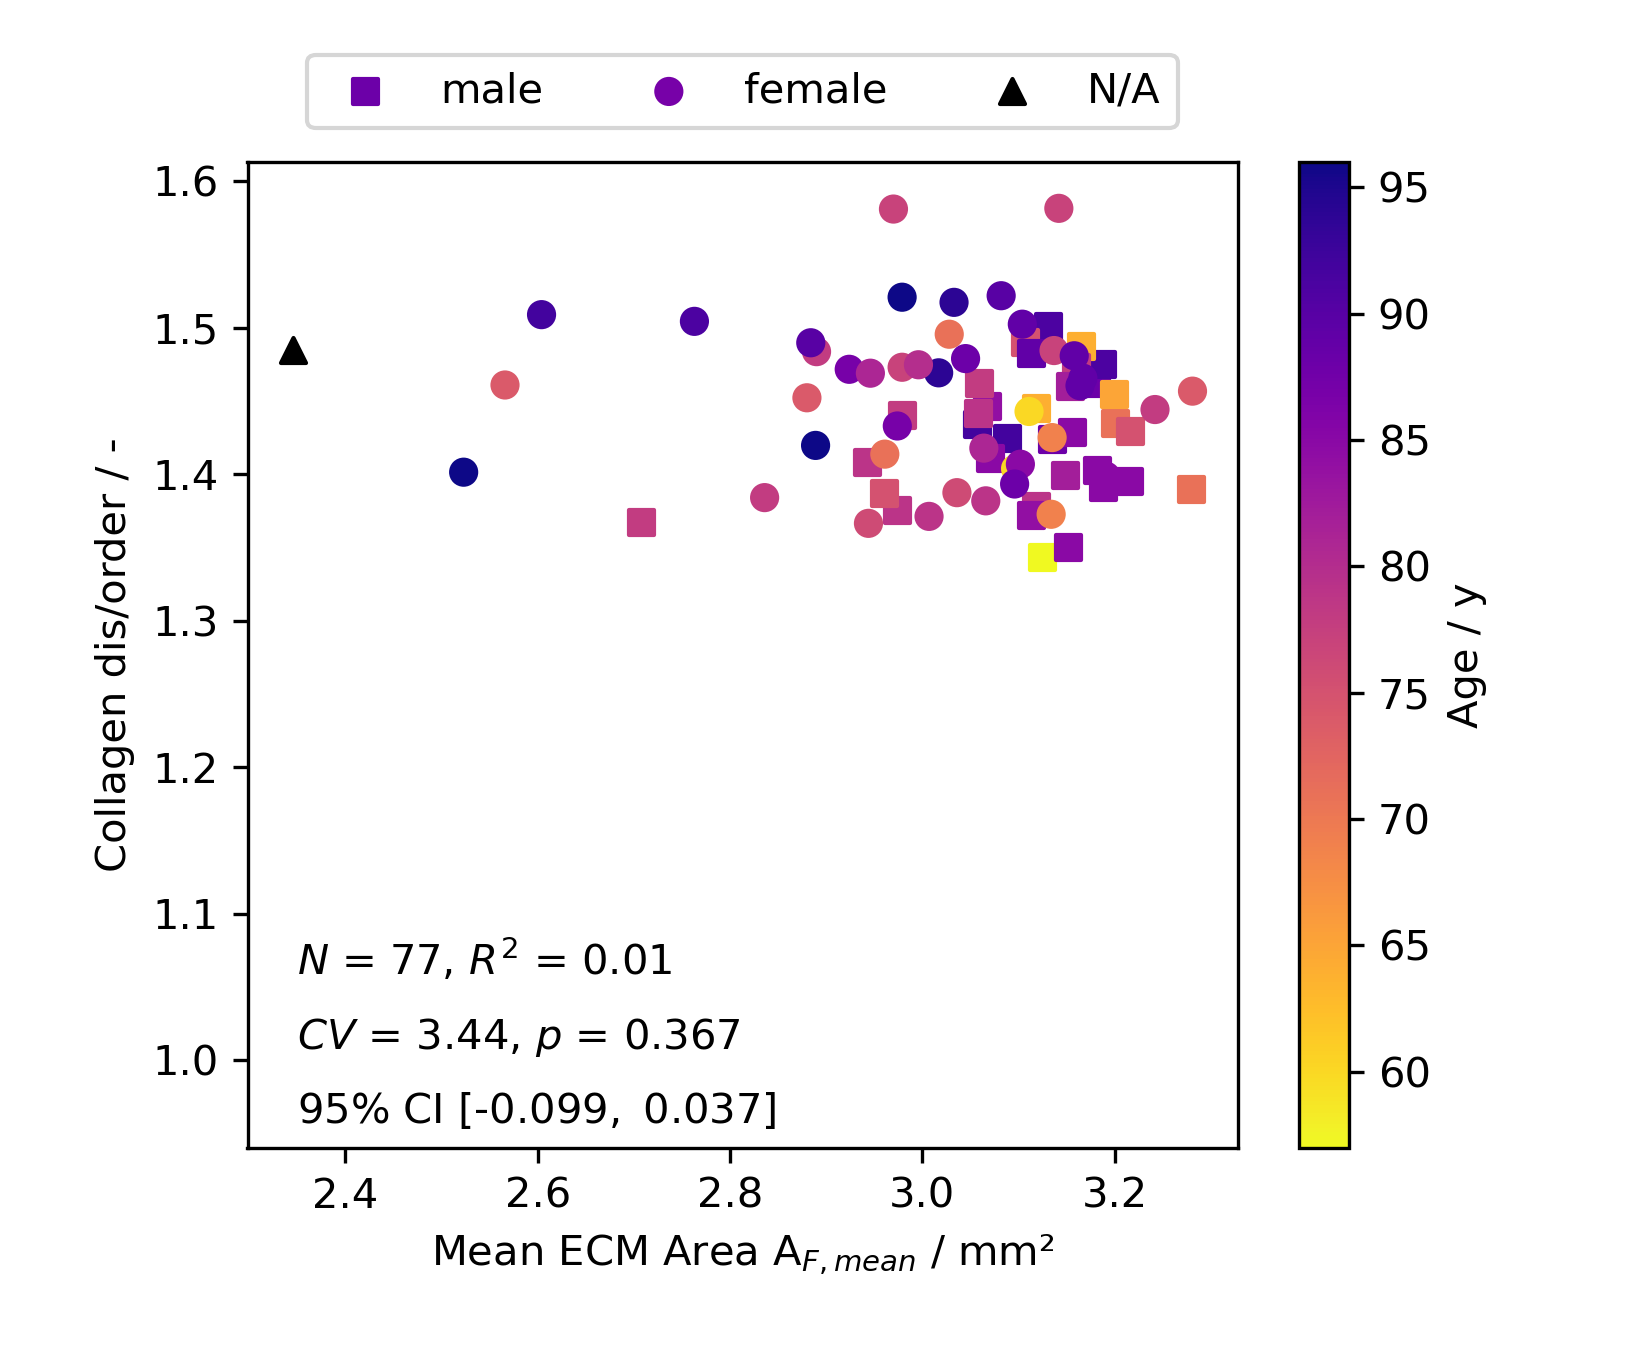 male female N/A
1.6
1.5
1.4
1.3
1.2
1.1
1.0
Collagen dis/order / -
N = 77, R² = 0.01
CV = 3.44, p = 0.367
95% CI [-0.099, 0.037]
2.4 2.6 2.8 3.0 3.2
Mean ECM Area A_{F,mean} / mm²
95
90
85
80
75
70
65
60
Age / y